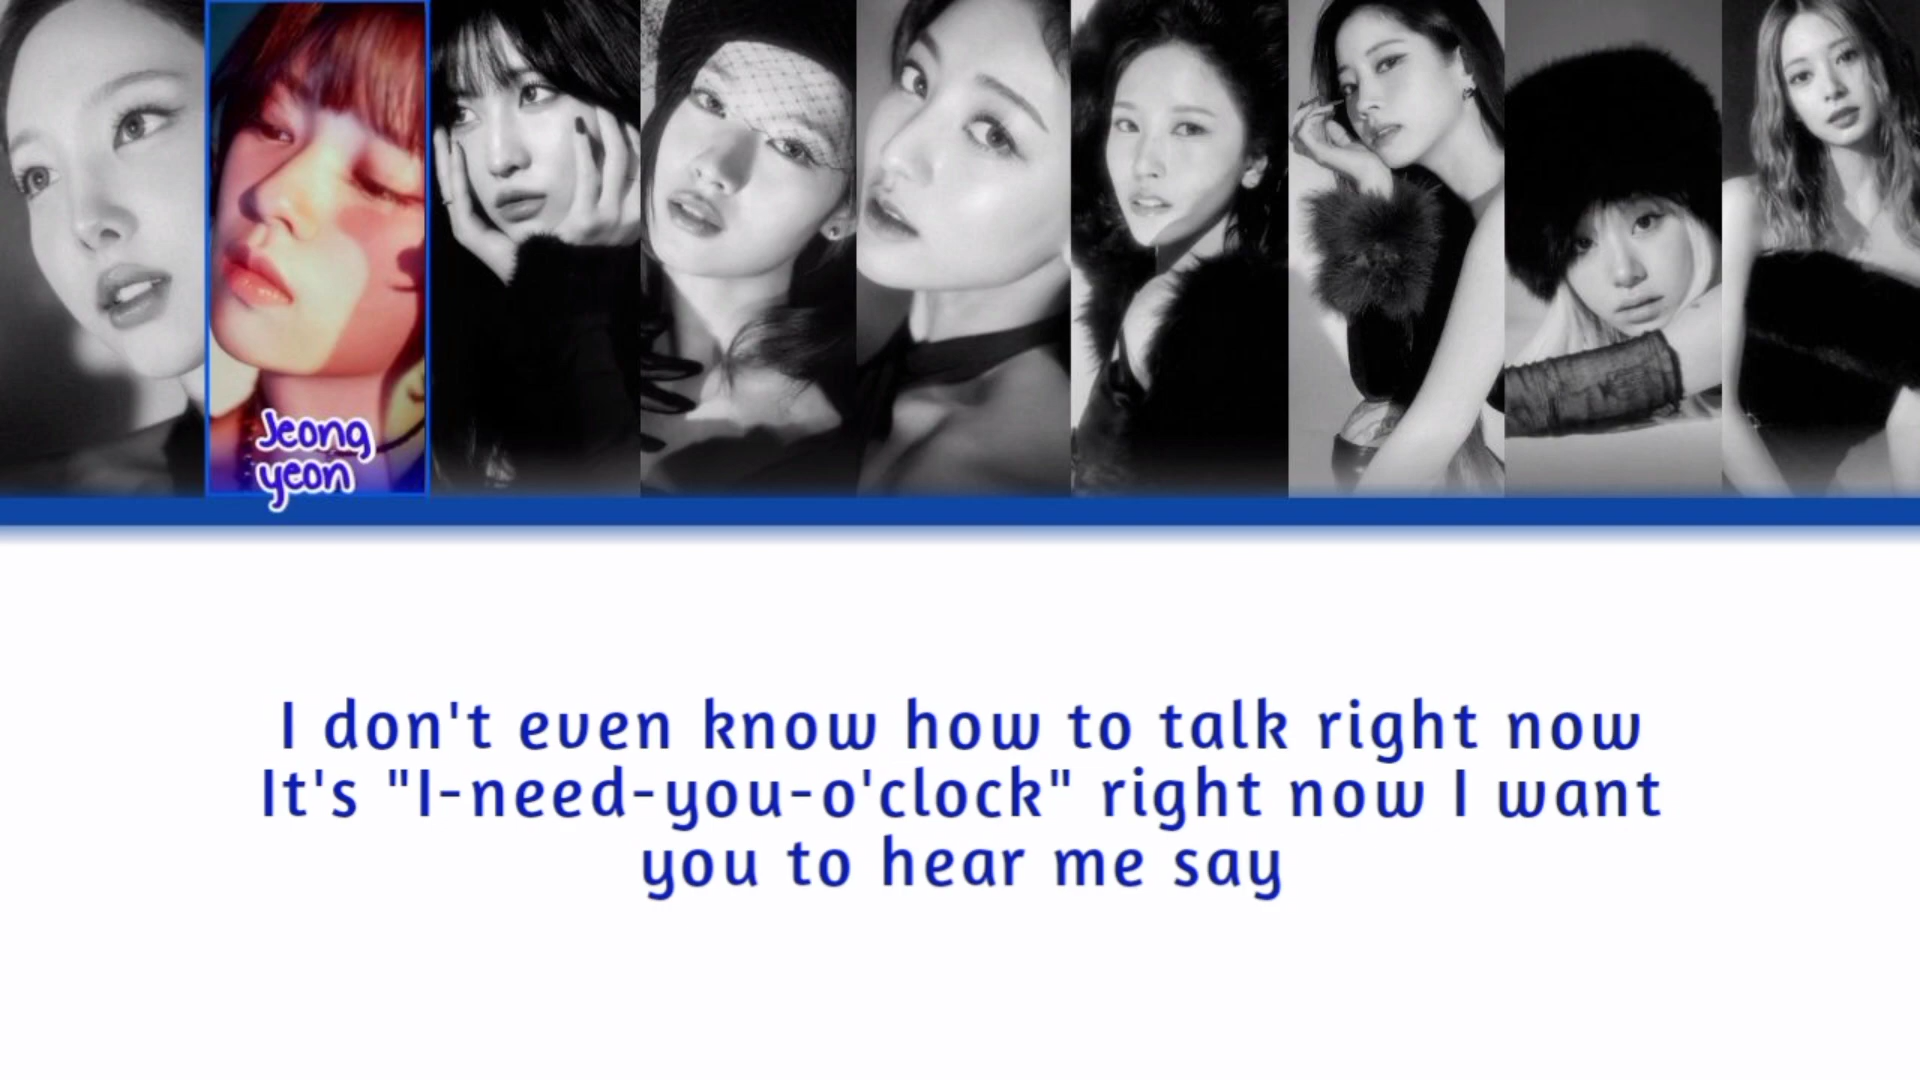 Jeong
yeon
I don't even know how to talk right now
It's "I-need-you-o'clock" right now I want
you to hear me say